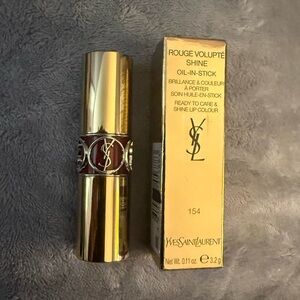 ROUGE VOLUPTÉ
SHINE
OIL-IN-STICK
BRILLANCE & COULEUR
À PORTER
SOIN HUILE-EN-STICK
READY TO CARE &
SHINE UP COLOUR
YSL
154
YVESSAINTLAURENT
Net Wt. 0.11 oz. ℮ 3.2 g